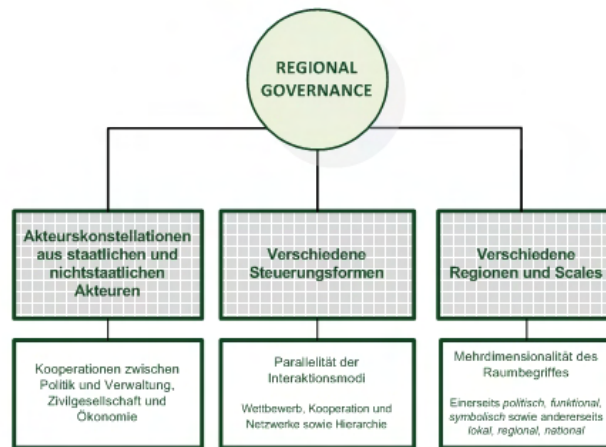 REGIONAL
GOVERNANCE
Akteurskonstellationen
aus staatlichen und
nichtstaatlichen
Akteuren
Verschiedene
Steuerungsformen
Verschiedene
Regionen und Scales
Kooperationen zwischen
Politik und Verwaltung,
Zivilgesellschaft und
Ökonomie
Parallelität der
Interaktionsmodi
Wettbewerb, Kooperation und
Netzwerke sowie Hierarchie
Mehrdimensionalität des
Raumbegriffes
Einerseits politisch, funktional,
symbolisch sowie andererseits
lokal, regional, national